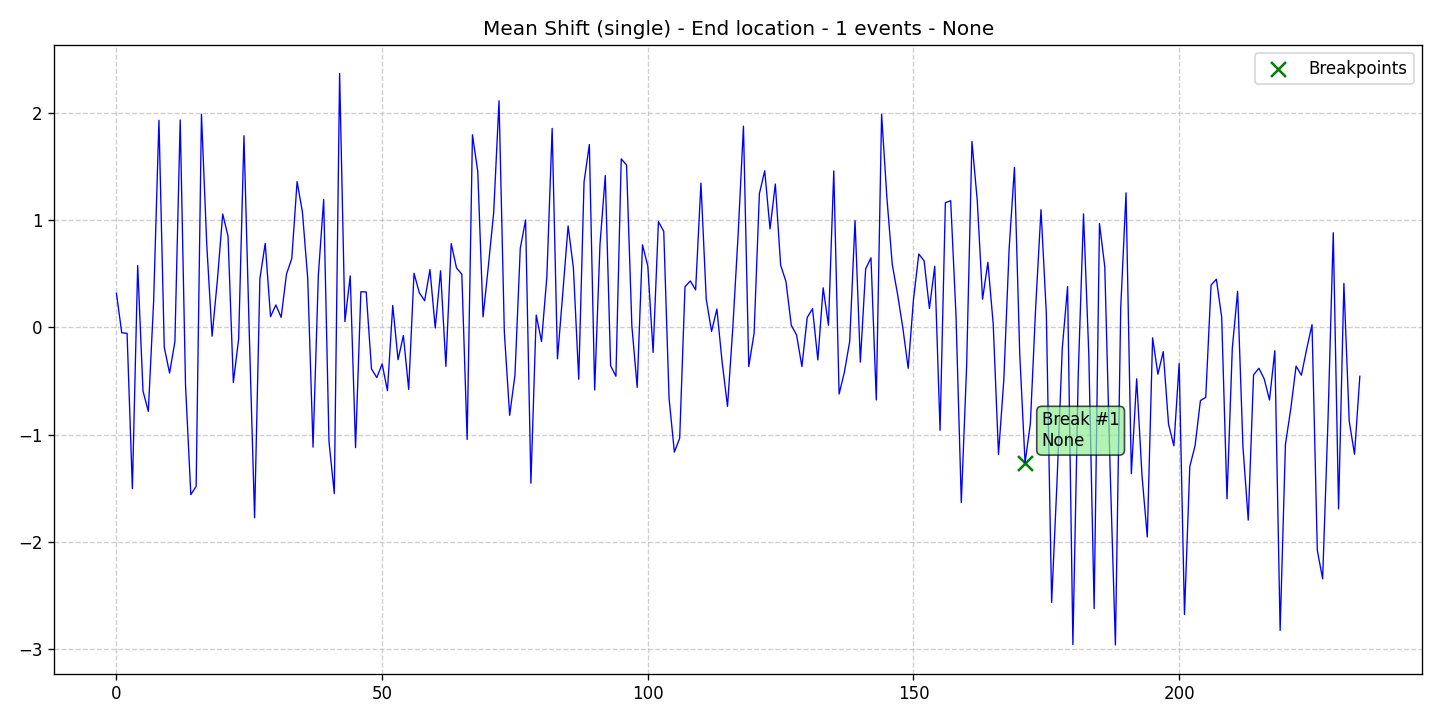 Mean Shift (single) - End location - 1 events - None
Breakpoints
2
1
0
−1
−2
−3
Break #1
None
0
50
100
150
200